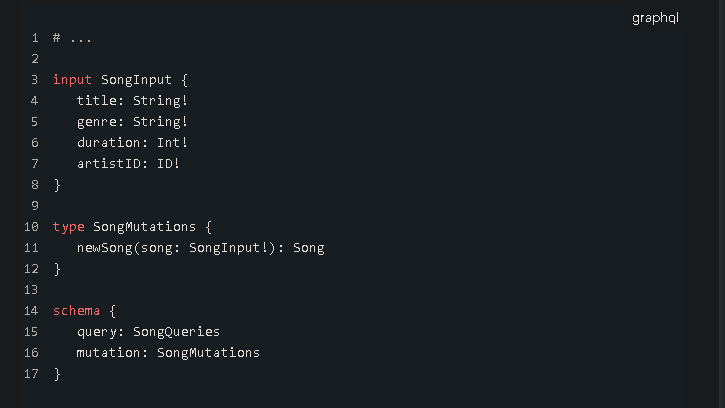 graphql
1 # ...
2
3 input SongInput {
4    title: String!
5    genre: String!
6    duration: Int!
7    artistID: ID!
8 }
9
10 type SongMutations {
11    newSong(song: SongInput!): Song
12 }
13
14 schema {
15    query: SongQueries
16    mutation: SongMutations
17 }